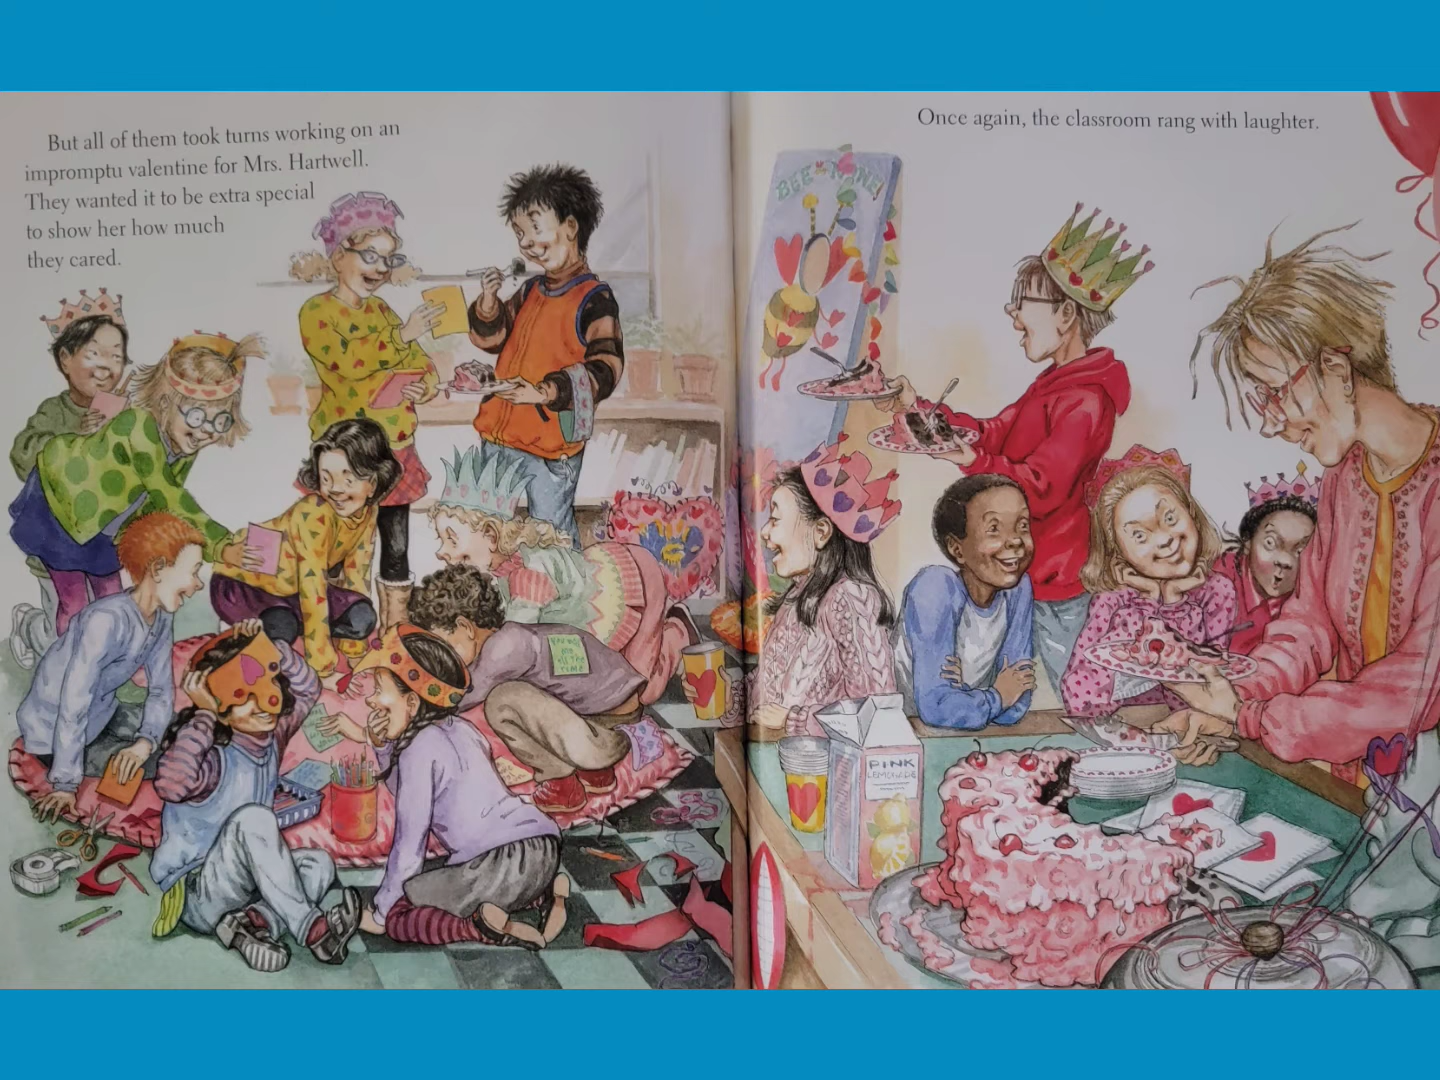 But all of them took turns working on an
impromptu valentine for Mrs. Hartwell.
They wanted it to be extra special
to show her how much
they cared.
Once again, the classroom rang with laughter.
BEE MINE!
PINK
LEMONADE